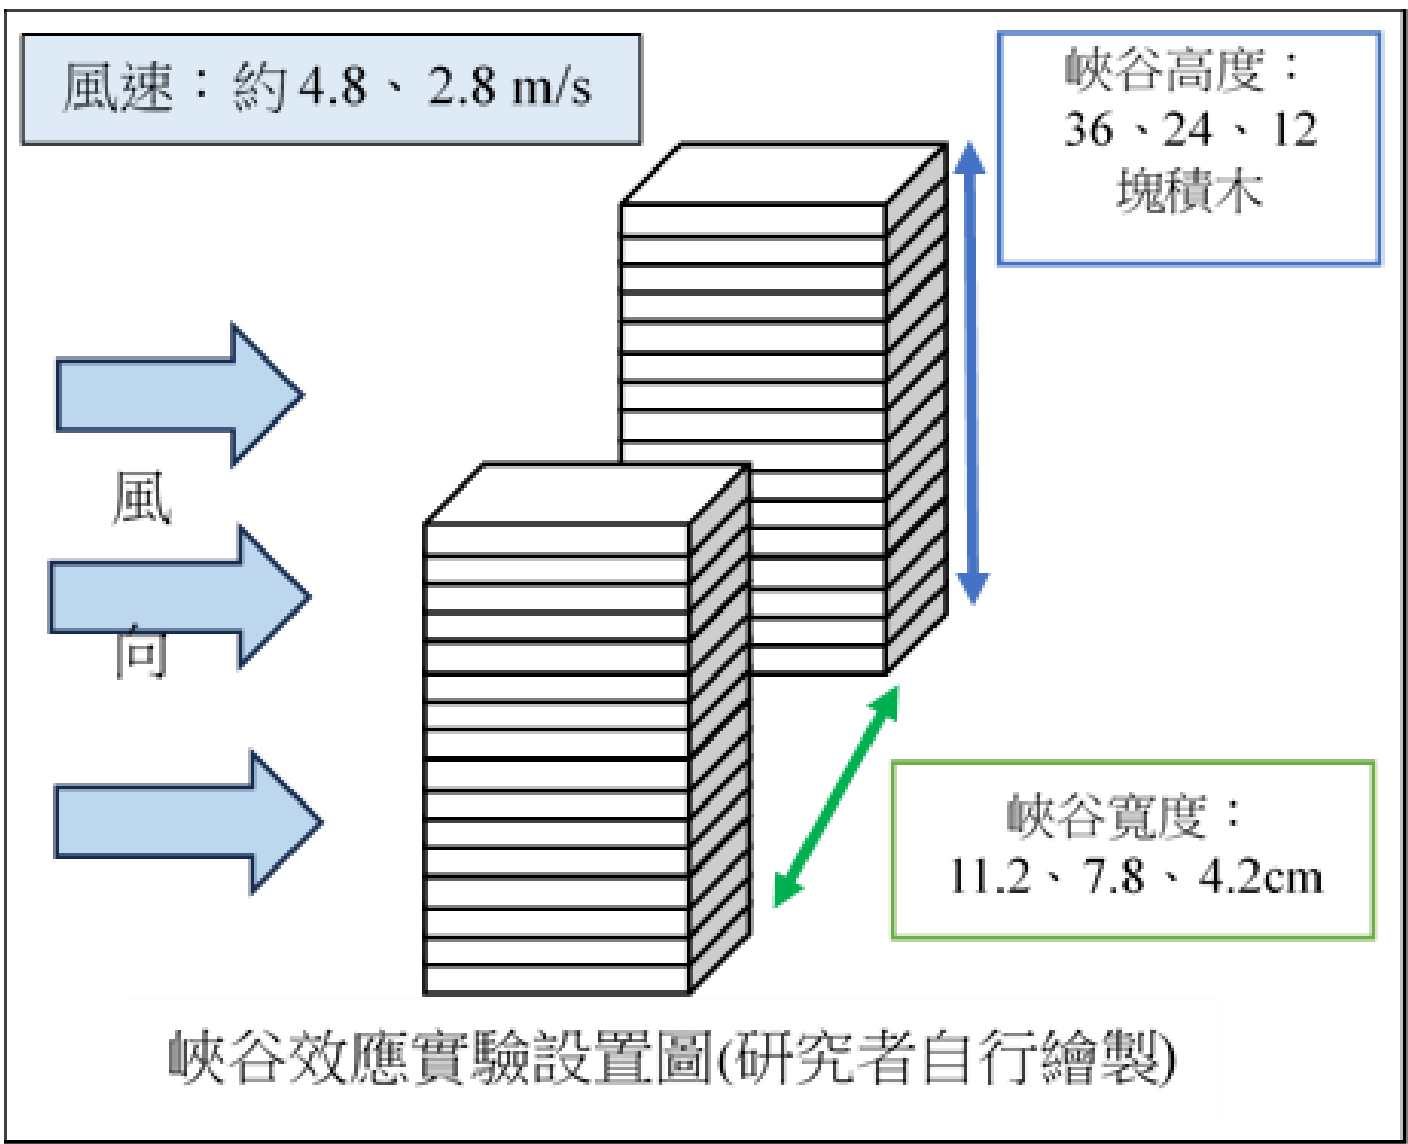 風速：約4.8、2.8 m/s
峽谷高度：
36、24、12
塊積木
風
向
峽谷寬度：
11.2、7.8、4.2cm
峽谷效應實驗設置圖(研究者自行繪製)